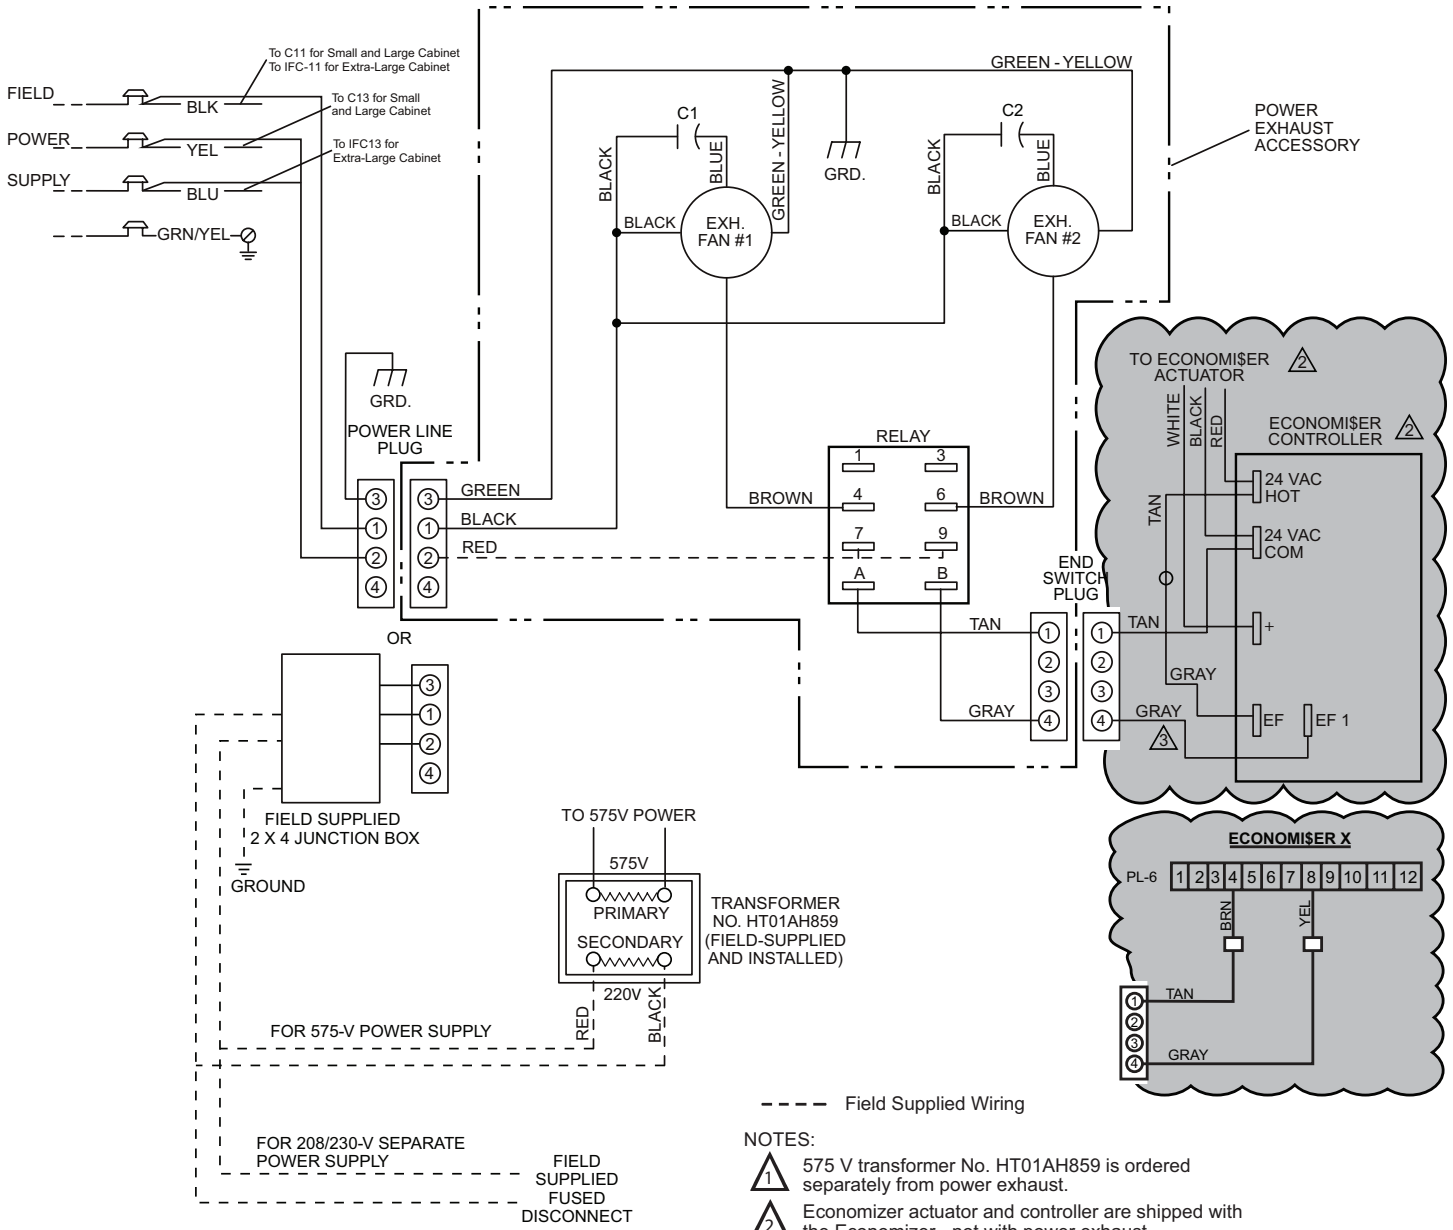 To C11 for Small and Large Cabinet
To IFC-11 for Extra-Large Cabinet
FIELD
BLK
To C13 for Small
and Large Cabinet
POWER
YEL
To IFC13 for
Extra-Large Cabinet
SUPPLY
BLU
GRN/YEL
GREEN - YELLOW
C1
BLACK
BLUE
GREEN - YELLOW
GRD.
C2
BLACK
BLUE
BLACK
EXH.
FAN #1
BLACK
EXH.
FAN #2
POWER
EXHAUST
ACCESSORY
GRD.
POWER LINE
PLUG
3
1
2
4
3
1
2
4
GREEN
BLACK
RED
RELAY
1 3
4 6
7 9
A B
BROWN
BROWN
TAN
GRAY
END
SWITCH
PLUG
1
2
3
4
1
2
3
4
TO ECONOMI$ER
ACTUATOR
2
WHITE
BLACK
RED
ECONOMI$ER
CONTROLLER
2
TAN
24 VAC
HOT
24 VAC
COM
+
TAN
GRAY
GRAY
3
EF
EF 1
OR
3
1
2
4
FIELD SUPPLIED
2 X 4 JUNCTION BOX
GROUND
TO 575V POWER
575V
PRIMARY
SECONDARY
220V
RED
BLACK
TRANSFORMER
NO. HT01AH859
(FIELD-SUPPLIED
AND INSTALLED)
FOR 575-V POWER SUPPLY
FOR 208/230-V SEPARATE
POWER SUPPLY
FIELD
SUPPLIED
FUSED
DISCONNECT
ECONOMI$ER X
PL-6 1 2 3 4 5 6 7 8 9 10 11 12
BRN
YEL
1
2
3
4
TAN
GRAY
Field Supplied Wiring
NOTES:
1
575 V transformer No. HT01AH859 is ordered
separately from power exhaust.
2
Economizer actuator and controller are shipped with
the Economizer - not with power exhaust